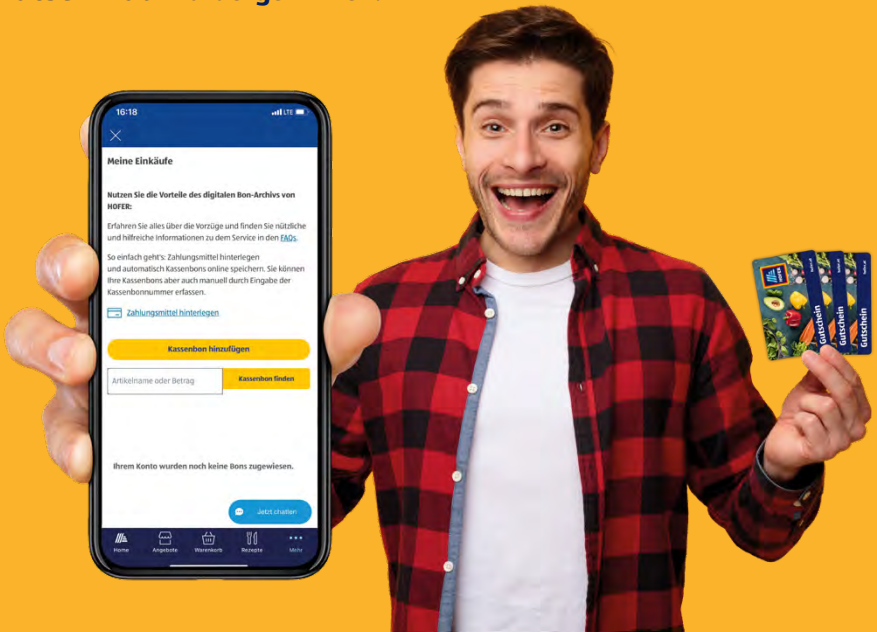 16:18
LTE
Meine Einkäufe
Nutzen Sie die Vorteile des digitalen Bon-Archivs von
HOFER:
Erfahren Sie alles über die Vorzüge und finden Sie nützliche
und hilfreiche Informationen zu dem Service in den FAQs.
So einfach geht's: Zahlungsmittel hinterlegen
und automatisch Kassenbons online speichern. Sie können
Ihre Kassenbons aber auch manuell durch Eingabe der
Kassenbonnummer erfassen.
Zahlungsmittel hinterlegen
Kassenbon hinzufügen
Artikelname oder Betrag
Kassenbon finden
Ihrem Konto wurden noch keine Bons zugewiesen.
Jetzt chatten
Home Angebote Warenkorb Rezepte Mehr
HOFER
Gutschein
Gutschein
Gutschein